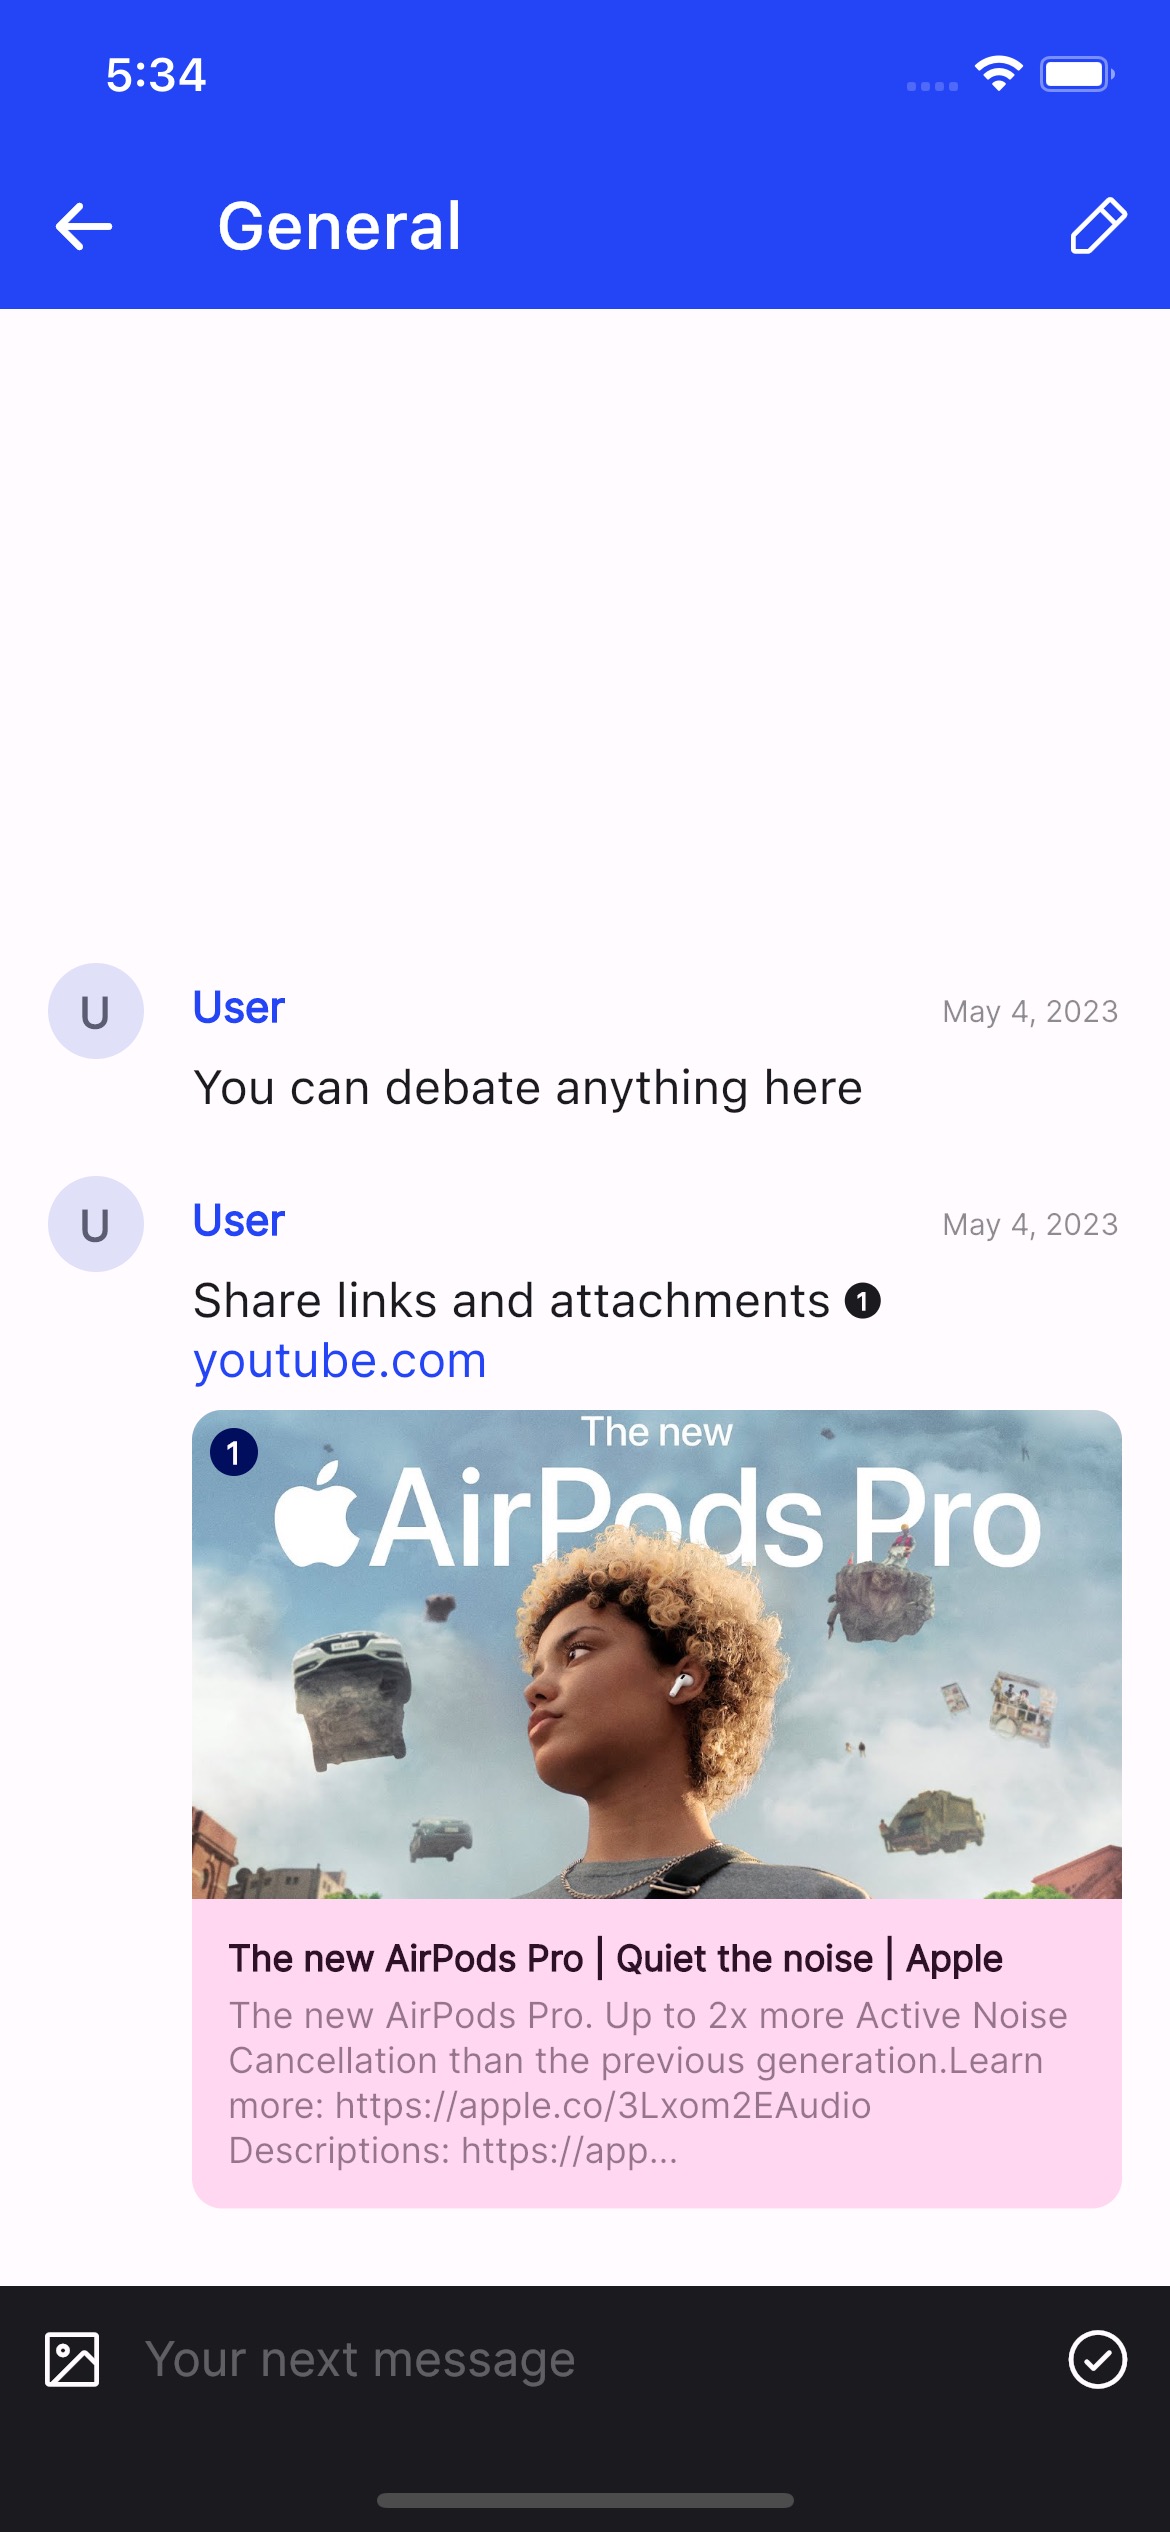 5:34
General
U
User
May 4, 2023
You can debate anything here
U
User
May 4, 2023
Share links and attachments ❶
youtube.com
1
The new
AirPods Pro
The new AirPods Pro | Quiet the noise | Apple
The new AirPods Pro. Up to 2x more Active Noise
Cancellation than the previous generation.Learn
more: https://apple.co/3Lxom2EAudio
Descriptions: https://app...
Your next message